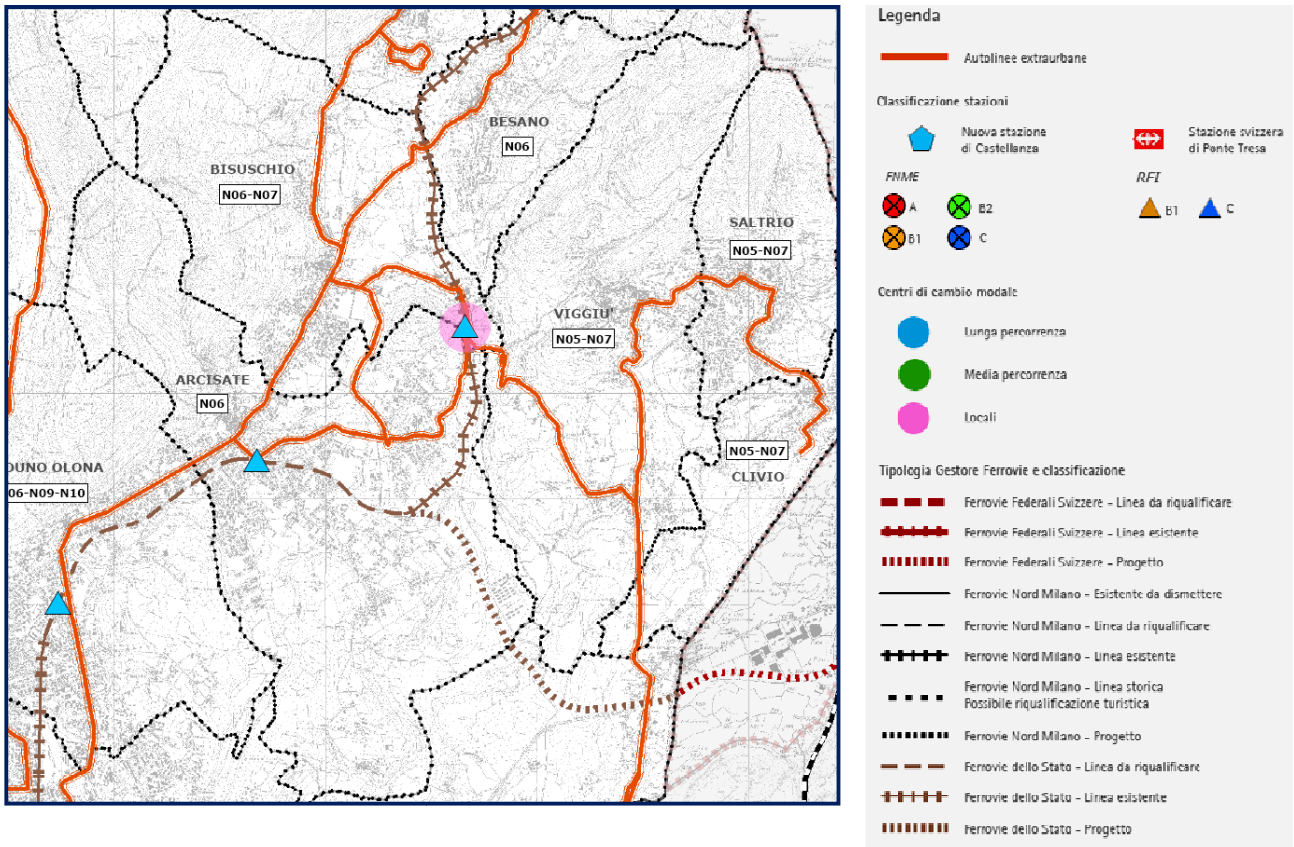 BESANO
N06
BISUSCHIO
N06-N07
SALTRIO
N05-N07
VIGGIU'
N05-N07
ARCISATE
N06
N05-N07
CLIVIO
DUNO OLONA
06-N09-N10
Legenda
Autolinee extraurbane
Classificazione stazioni
Nuova stazione
di Castellanza
Stazione svizzera
di Ponte Tresa
FNME
RFI
A
B2
B1
C
B1
C
Centri di cambio modale
Lunga percorrenza
Media percorrenza
Locali
Tipologia Gestore Ferrovie e classificazione
Ferrovie Federali Svizzere - Linea da riqualificare
Ferrovie Federali Svizzere - Linea esistente
Ferrovie Federali Svizzere - Progetto
Ferrovie Nord Milano - Esistente da dismettere
Ferrovie Nord Milano - Linea da riqualificare
Ferrovie Nord Milano - Linea esistente
Ferrovie Nord Milano - Linea storica
Possibile riqualificazione turistica
Ferrovie Nord Milano - Progetto
Ferrovie dello Stato - Linea da riqualificare
Ferrovie dello Stato - Linea esistente
Ferrovie dello Stato - Progetto